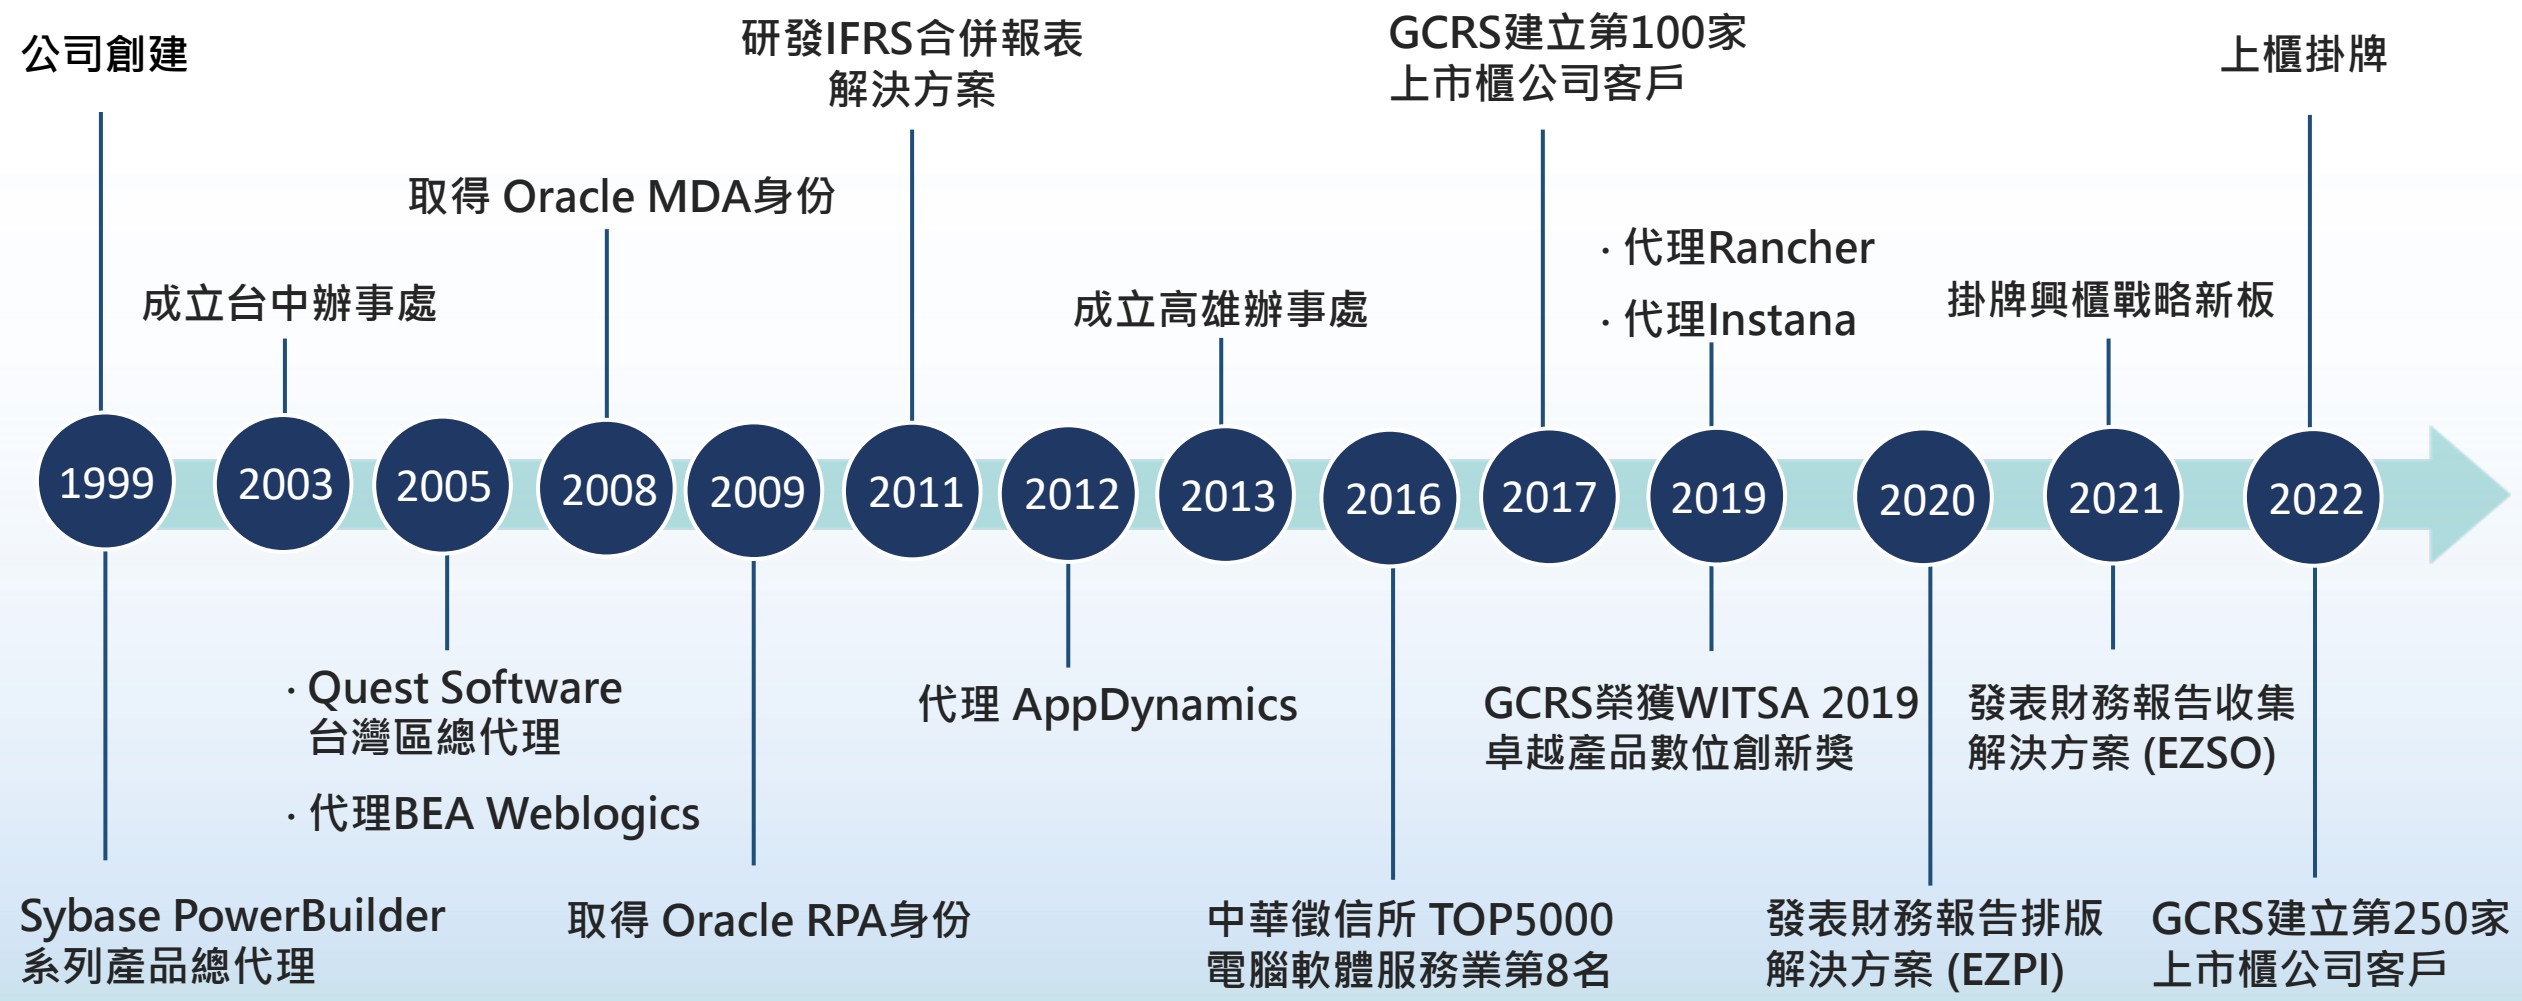 公司創建
研發IFRS合併報表
解決方案
GCRS建立第100家
上市櫃公司客戶
上櫃掛牌
取得 Oracle MDA身份
· 代理Rancher
· 代理Instana
成立台中辦事處
成立高雄辦事處
掛牌興櫃戰略新板
1999
2003
2005
2008
2009
2011
2012
2013
2016
2017
2019
2020
2021
2022
· Quest Software
台灣區總代理
· 代理BEA Weblogics
代理 AppDynamics
GCRS榮獲WITSA 2019
卓越產品數位創新獎
發表財務報告收集
解決方案 (EZSO)
Sybase PowerBuilder
系列產品總代理
取得 Oracle RPA身份
中華徵信所 TOP5000
電腦軟體服務業第8名
發表財務報告排版
解決方案 (EZPI)
GCRS建立第250家
上市櫃公司客戶